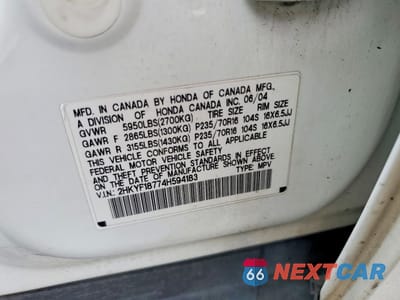 MFD. IN CANADA BY HONDA OF CANADA MFG.,
A DIVISION OF HONDA CANADA INC. 06/04
TIRE SIZE RIM SIZE
GVWR 5950LBS(2700KG)
GAWR F 2865LBS(1300KG) P235/70R16 104S 16X6.5JJ
GAWR R 3155LBS(1430KG) P235/70R16 104S 16X6.5JJ
THIS VEHICLE CONFORMS TO ALL APPLICABLE
FEDERAL MOTOR VEHICLE SAFETY AND
THEFT PREVENTION STANDARDS IN EFFECT ON
THE DATE OF MANUFACTURE SHOWN ABOVE.
V.I.N: 2HKYF18774H594183 TYPE: MPV
66 NEXTCAR